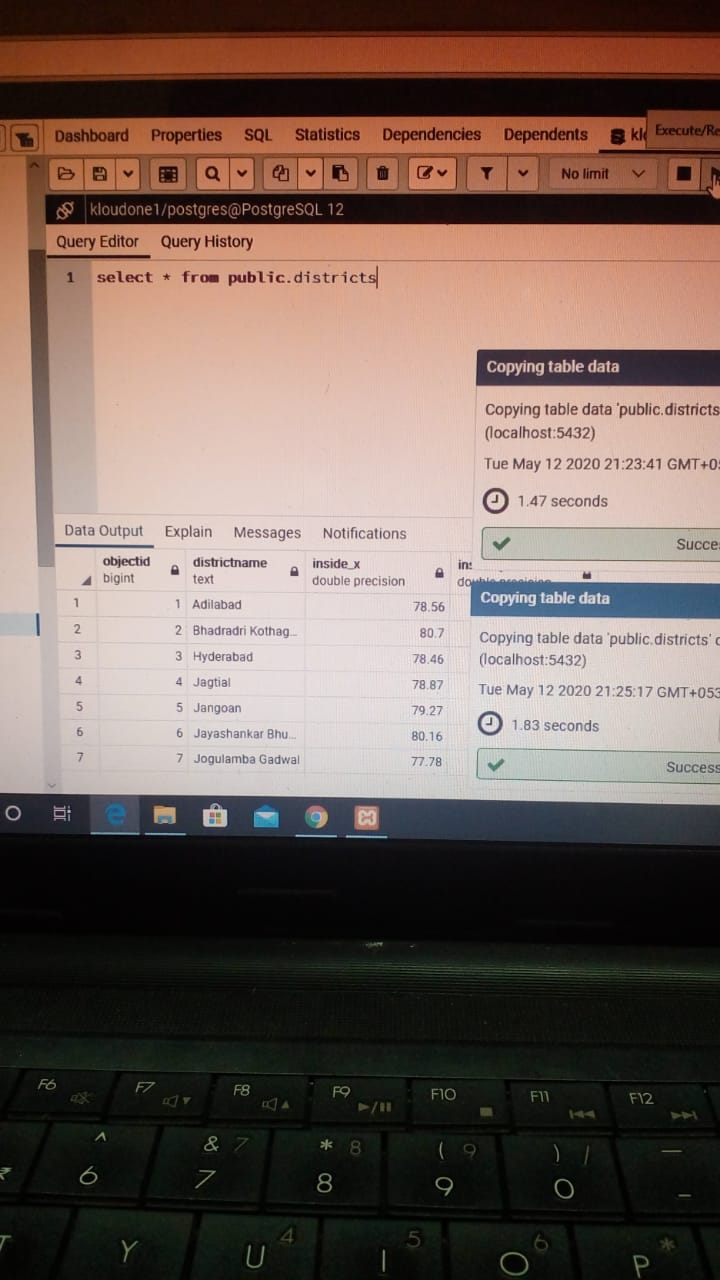 Dashboard Properties SQL Statistics Dependencies Dependents
Execute/Re
No limit
kloudone1/postgres@PostgreSQL 12
Query Editor Query History
1 select * from public.districts
Copying table data
Copying table data 'public.districts
(localhost:5432)
Tue May 12 2020 21:23:41 GMT+0
1.47 seconds
Succe
Data Output Explain Messages Notifications
objectid districtname inside_x
bigint text double precision
1 1 Adilabad 78.56
2 2 Bhadradri Kothag... 80.7
3 3 Hyderabad 78.46
4 4 Jagtial 78.87
5 5 Jangoan 79.27
6 6 Jayashankar Bhu... 80.16
7 7 Jogulamba Gadwal 77.78
Copying table data
Copying table data 'public.districts'
(localhost:5432)
Tue May 12 2020 21:25:17 GMT+053
1.83 seconds
Success
F6 F7 F8 F9 F10 F11 F12
^ & 7 * 8 ( 9 ) /
6 7 8 9 0
4 5 6 *
Y U I O P